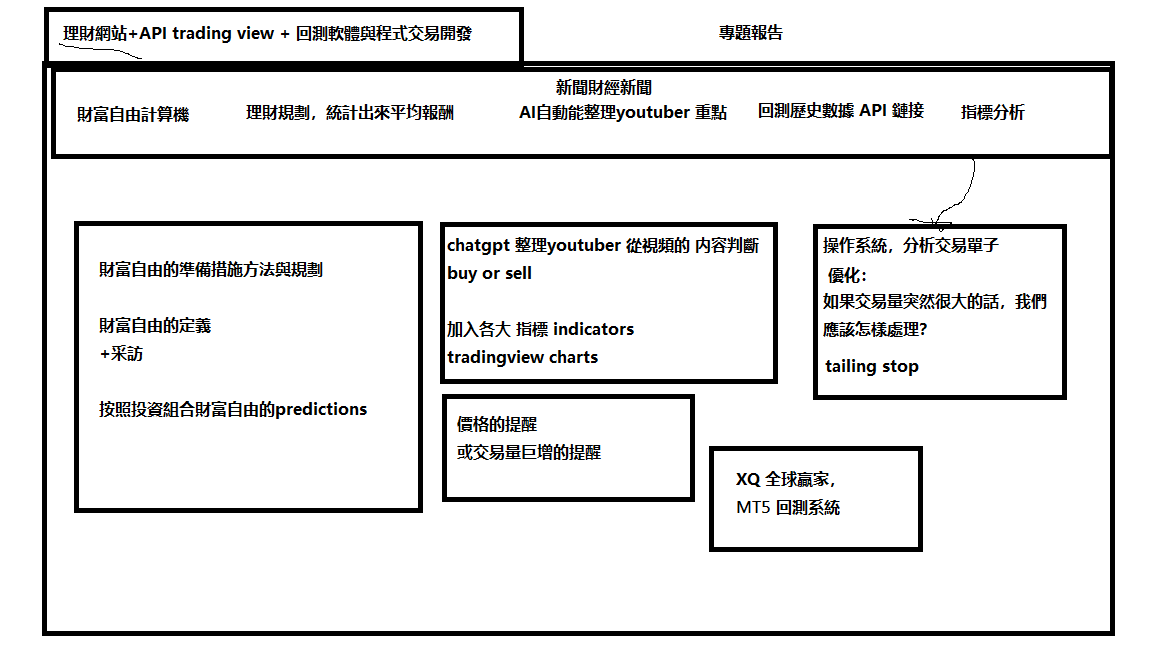 理財網站+API trading view + 回測軟體與程式交易開發
專題報告
新聞財經新聞
財富自由計算機
理財規劃，統計出來平均報酬
AI自動能整理youtuber 重點
回測歷史數據 API 鏈接
指標分析
財富自由的準備措施方法與規劃
財富自由的定義
+采訪
按照投資組合財富自由的predictions
chatgpt 整理youtuber 從視頻的 内容判斷
buy or sell
加入各大 指標 indicators
tradingview charts
操作系統，分析交易單子
優化：
如果交易量突然很大的話，我們
應該怎樣處理？
tailing stop
價格的提醒
或交易量巨增的提醒
XQ 全球贏家，
MT5 回測系統